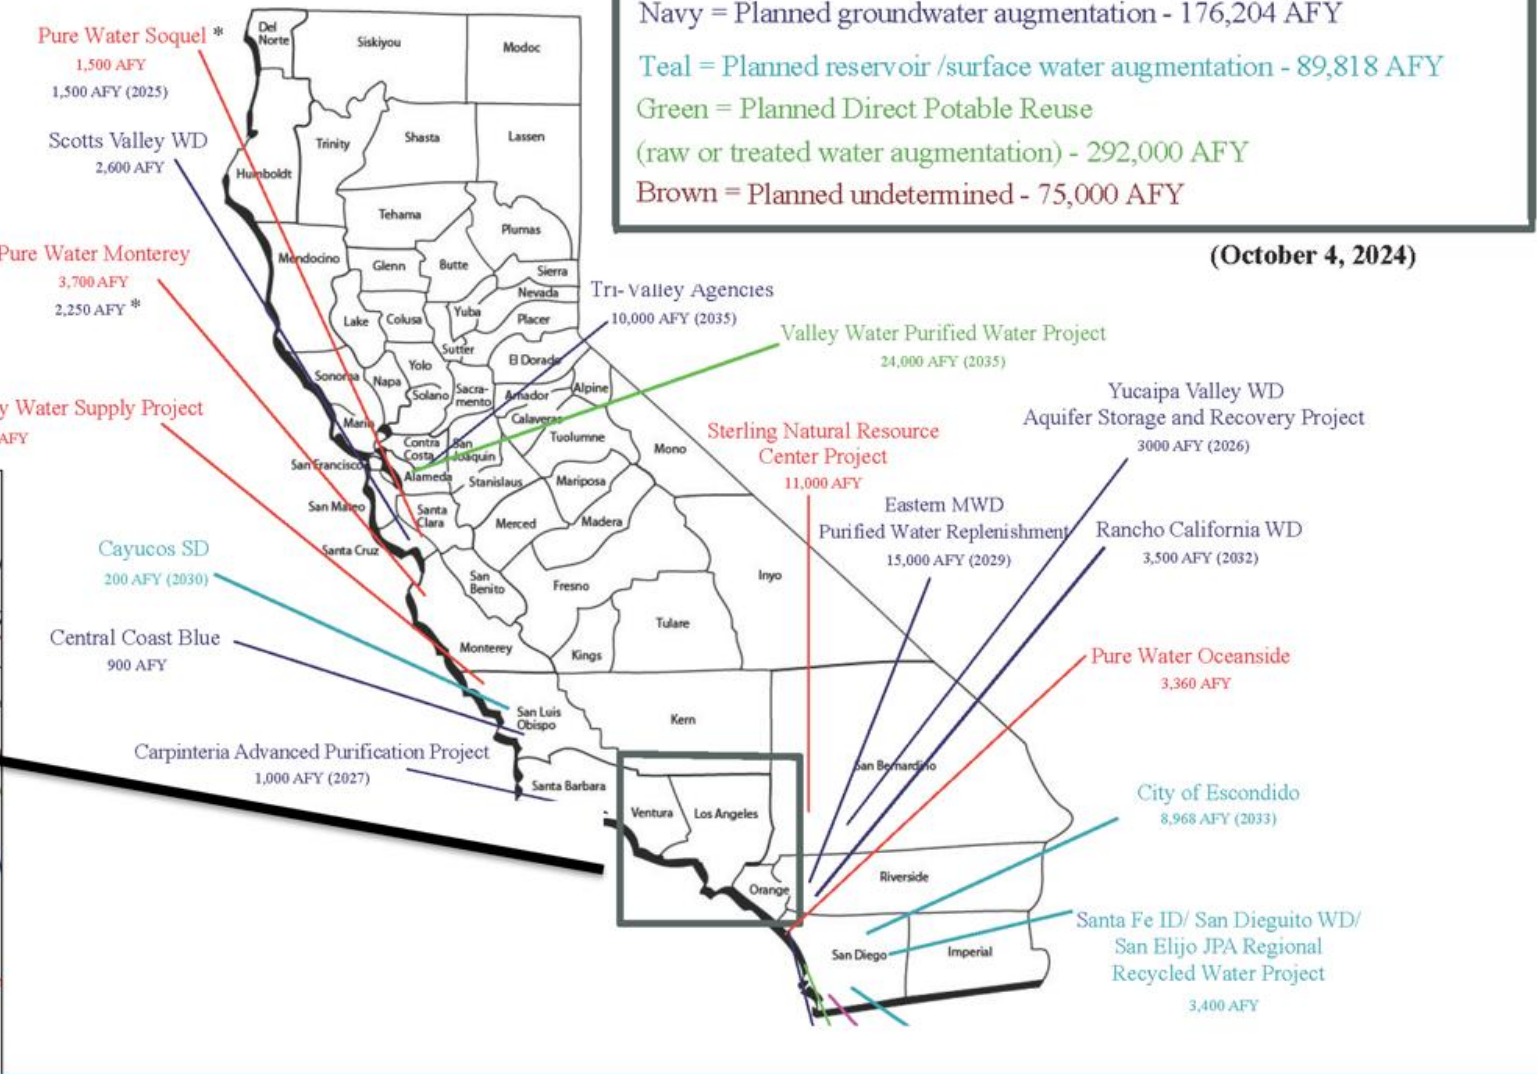 Navy = Planned groundwater augmentation - 176,204 AFY
Teal = Planned reservoir /surface water augmentation - 89,818 AFY
Green = Planned Direct Potable Reuse
(raw or treated water augmentation) - 292,000 AFY
Brown = Planned undetermined - 75,000 AFY
(October 4, 2024)
Pure Water Soquel *
1,500 AFY
1,500 AFY (2025)
Scotts Valley WD
2,600 AFY
Pure Water Monterey
3,700 AFY
2,250 AFY *
y Water Supply Project
AFY
Cayucos SD
200 AFY (2030)
Central Coast Blue
900 AFY
Carpinteria Advanced Purification Project
1,000 AFY (2027)
Tri-Valley Agencies
10,000 AFY (2035)
Valley Water Purified Water Project
24,000 AFY (2035)
Sterling Natural Resource
Center Project
11,000 AFY
Yucaipa Valley WD
Aquifer Storage and Recovery Project
3000 AFY (2026)
Eastern MWD
Purified Water Replenishment
15,000 AFY (2029)
Rancho California WD
3,500 AFY (2032)
Pure Water Oceanside
3,360 AFY
City of Escondido
8,968 AFY (2033)
Santa Fe ID/ San Dieguito WD/
San Elijo JPA Regional
Recycled Water Project
3,400 AFY
Del
Norte
Siskiyou
Modoc
Humboldt
Trinity
Shasta
Lassen
Tehama
Plumas
Mendocino
Glenn
Butte
Sierra
Nevada
Lake
Colusa
Yuba
Placer
Sutter
El Dorado
Sonoma
Napa
Yolo
Solano
Sacra-
mento
Amador
Alpine
Calaveras
Marin
Contra
Costa
San
Joaquin
Tuolumne
Mono
San Francisco
Alameda
Stanislaus
Mariposa
San Mateo
Santa
Clara
Merced
Madera
Santa Cruz
San
Benito
Fresno
Inyo
Monterey
Kings
Tulare
San Luis
Obispo
Kern
San Bernardino
Santa Barbara
Ventura
Los Angeles
Orange
Riverside
San Diego
Imperial